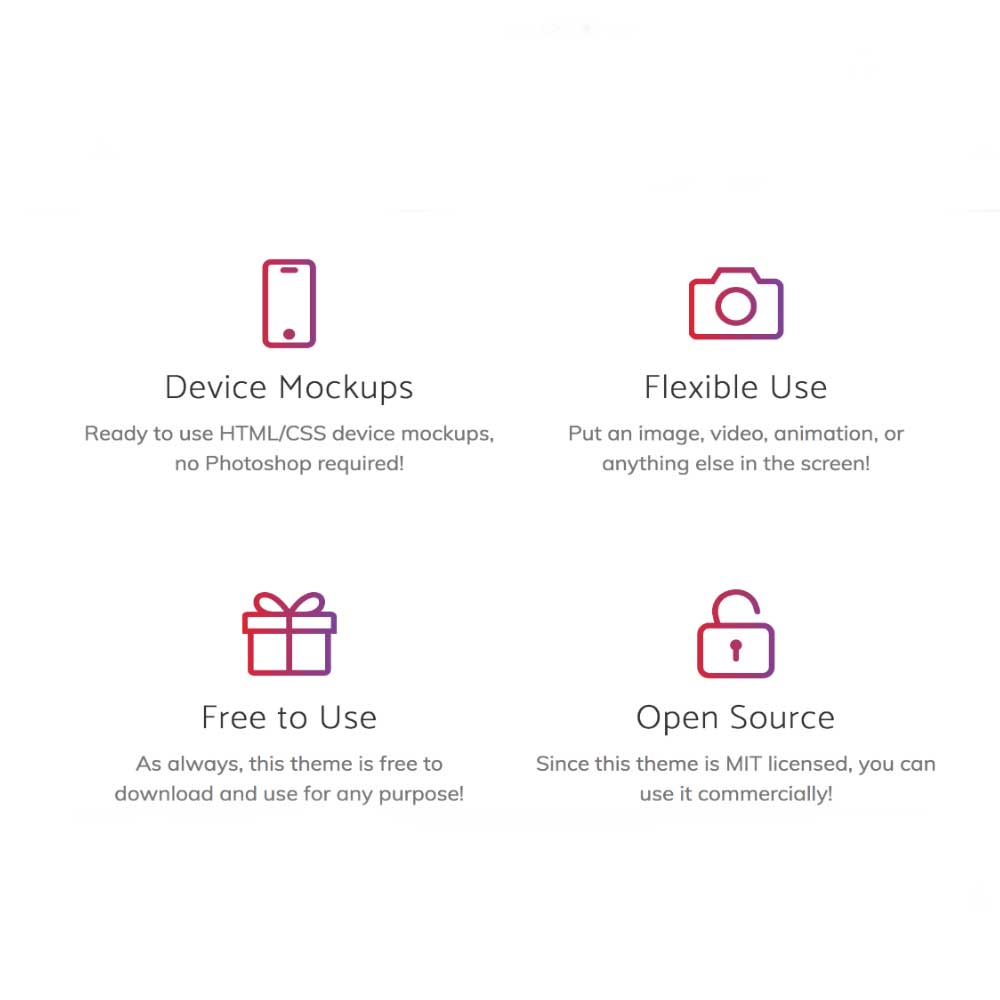 Device Mockups
Ready to use HTML/CSS device mockups,
no Photoshop required!
Flexible Use
Put an image, video, animation, or
anything else in the screen!
Free to Use
As always, this theme is free to
download and use for any purpose!
Open Source
Since this theme is MIT licensed, you can
use it commercially!